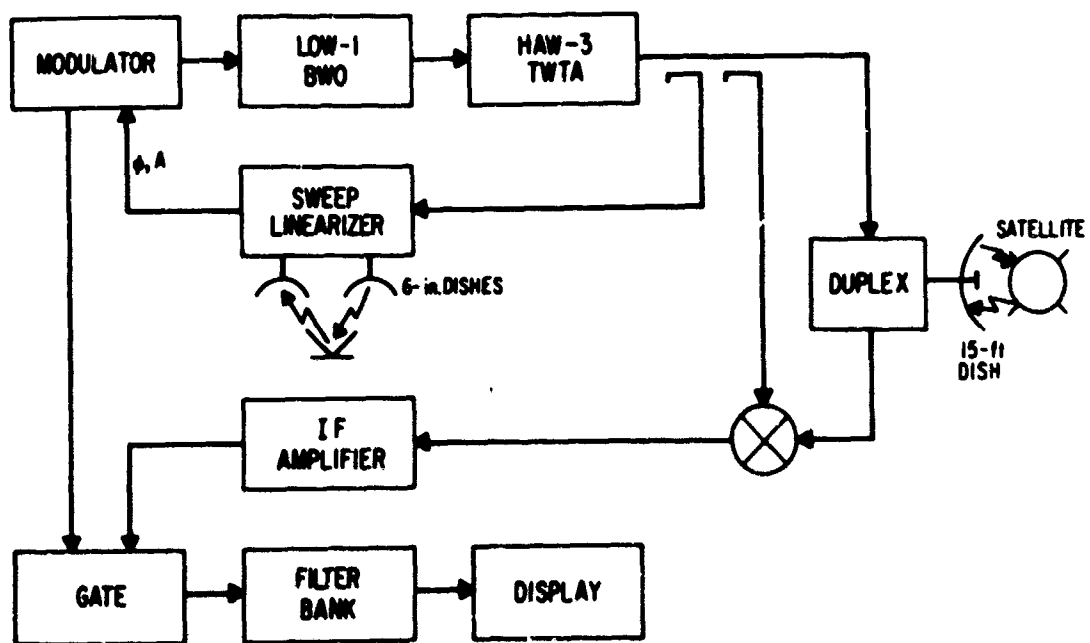 MODULATOR
LOW-1
BWO
HAW-3
TWTA
φ, A
SWEEP
LINEARIZER
6-in. DISHES
DUPLEX
SATELLITE
15-ft
DISH
IF
AMPLIFIER
GATE
FILTER
BANK
DISPLAY